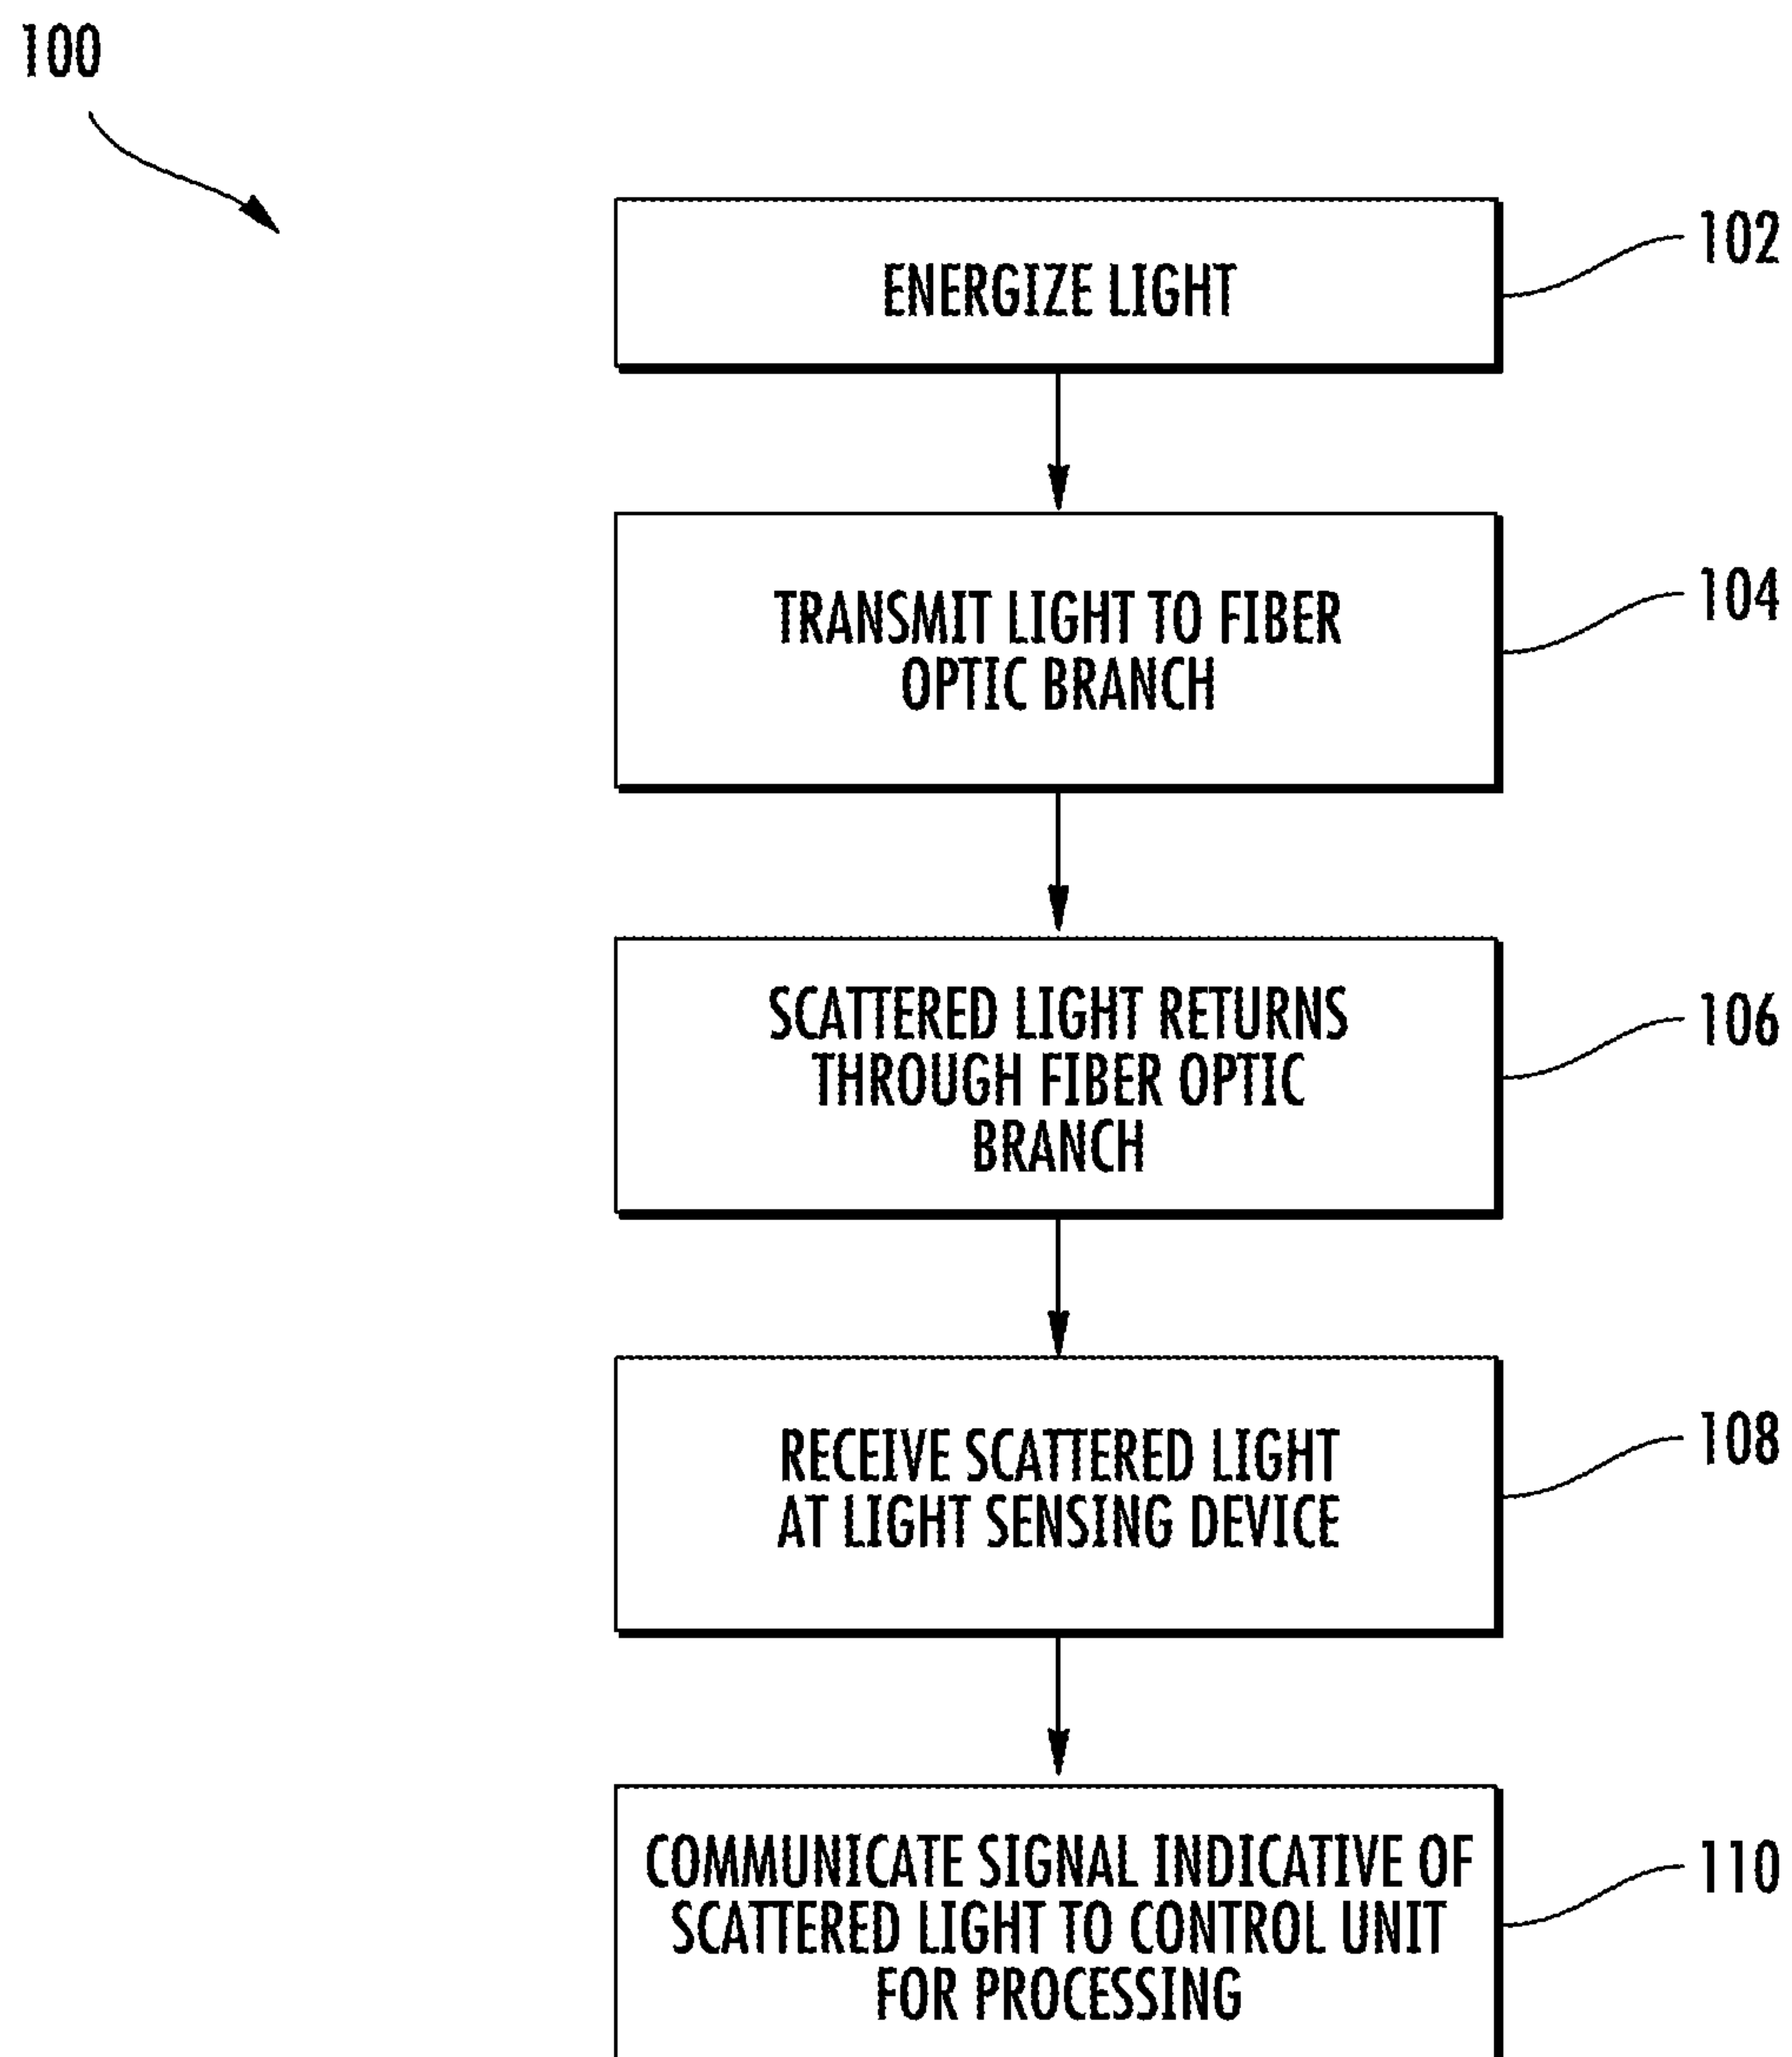 100
ENERGIZE LIGHT
102
TRANSMIT LIGHT TO FIBER
OPTIC BRANCH
104
SCATTERED LIGHT RETURNS
THROUGH FIBER OPTIC
BRANCH
106
RECEIVE SCATTERED LIGHT
AT LIGHT SENSING DEVICE
108
COMMUNICATE SIGNAL INDICATIVE OF
SCATTERED LIGHT TO CONTROL UNIT
FOR PROCESSING
110